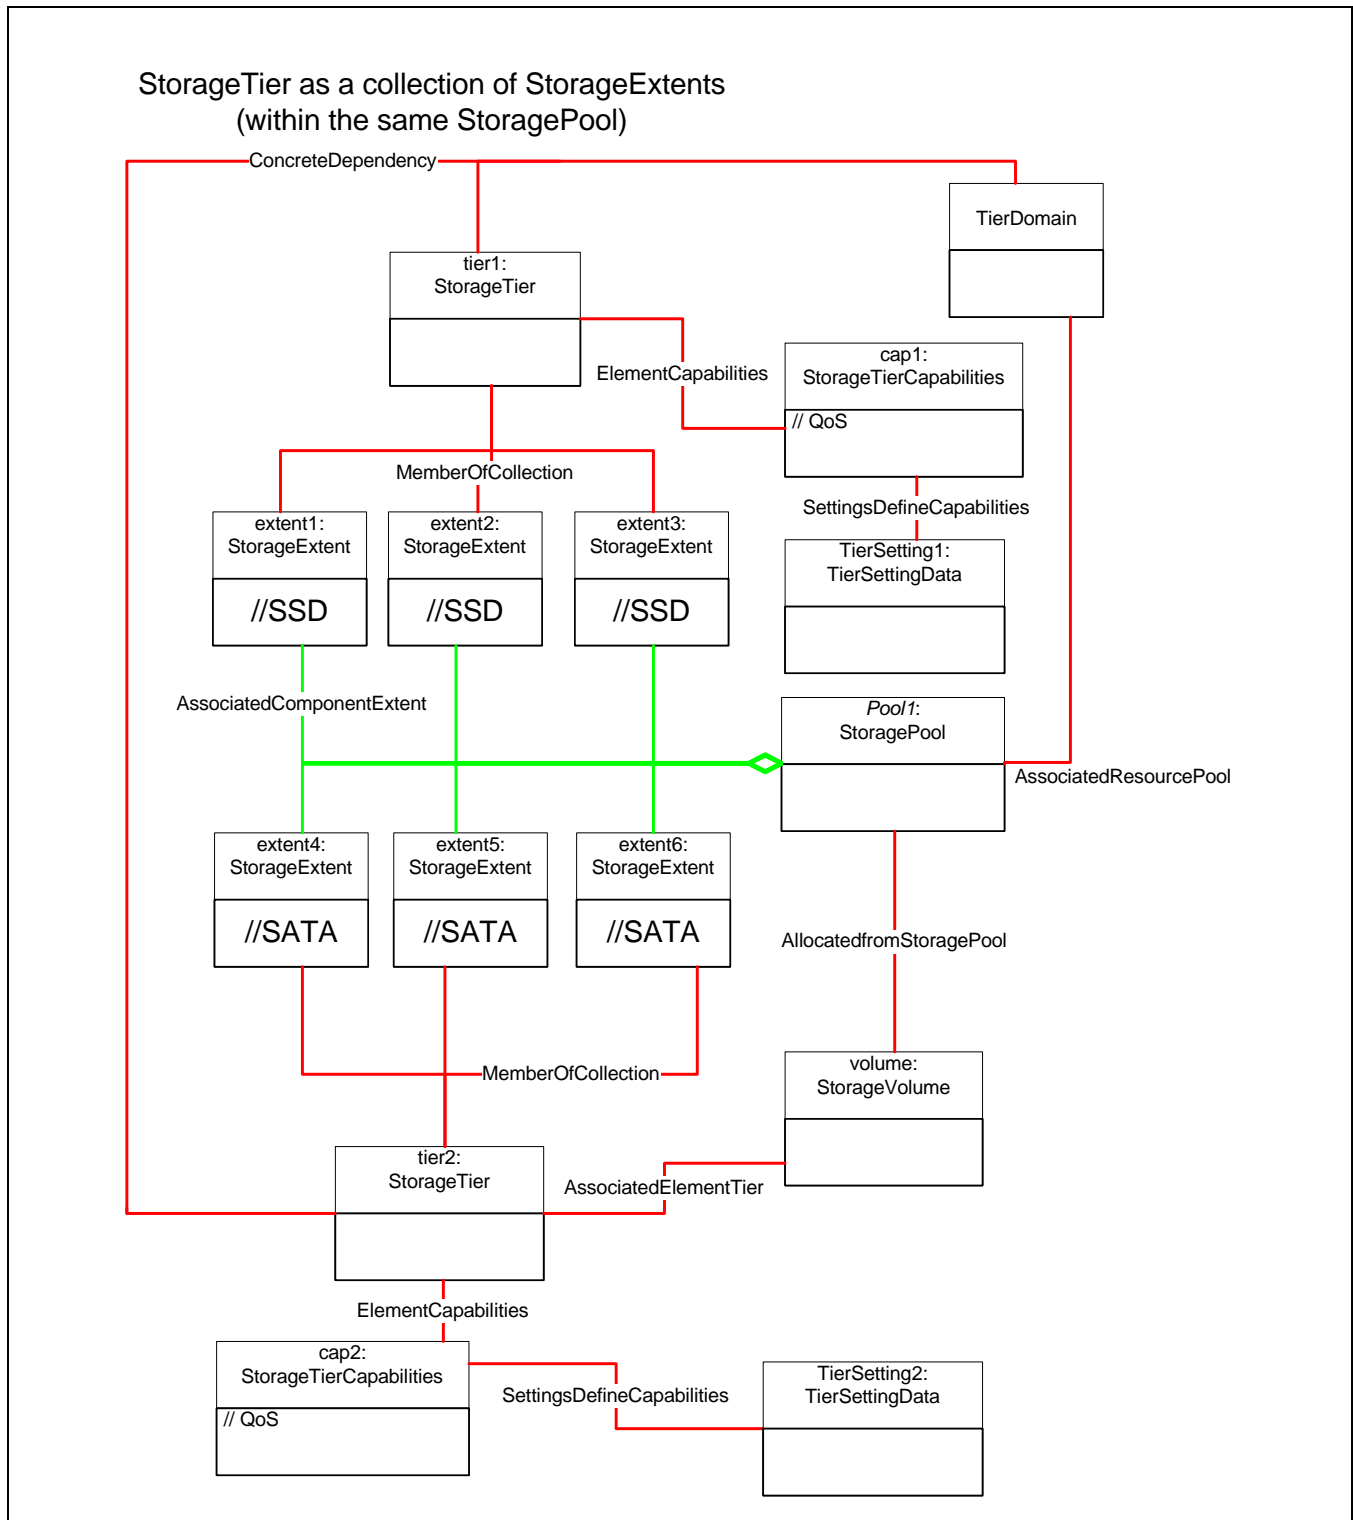 StorageTier as a collection of StorageExtents
(within the same StoragePool)
ConcreteDependency
TierDomain
tier1:
StorageTier
ElementCapabilities
cap1:
StorageTierCapabilities
// QoS
MemberOfCollection
SettingsDefineCapabilities
extent1:
StorageExtent
//SSD
extent2:
StorageExtent
//SSD
extent3:
StorageExtent
//SSD
TierSetting1:
TierSettingData
AssociatedComponentExtent
Pool1:
StoragePool
AssociatedResourcePool
extent4:
StorageExtent
//SATA
extent5:
StorageExtent
//SATA
extent6:
StorageExtent
//SATA
AllocatedfromStoragePool
MemberOfCollection
volume:
StorageVolume
tier2:
StorageTier
AssociatedElementTier
ElementCapabilities
cap2:
StorageTierCapabilities
// QoS
SettingsDefineCapabilities
TierSetting2:
TierSettingData